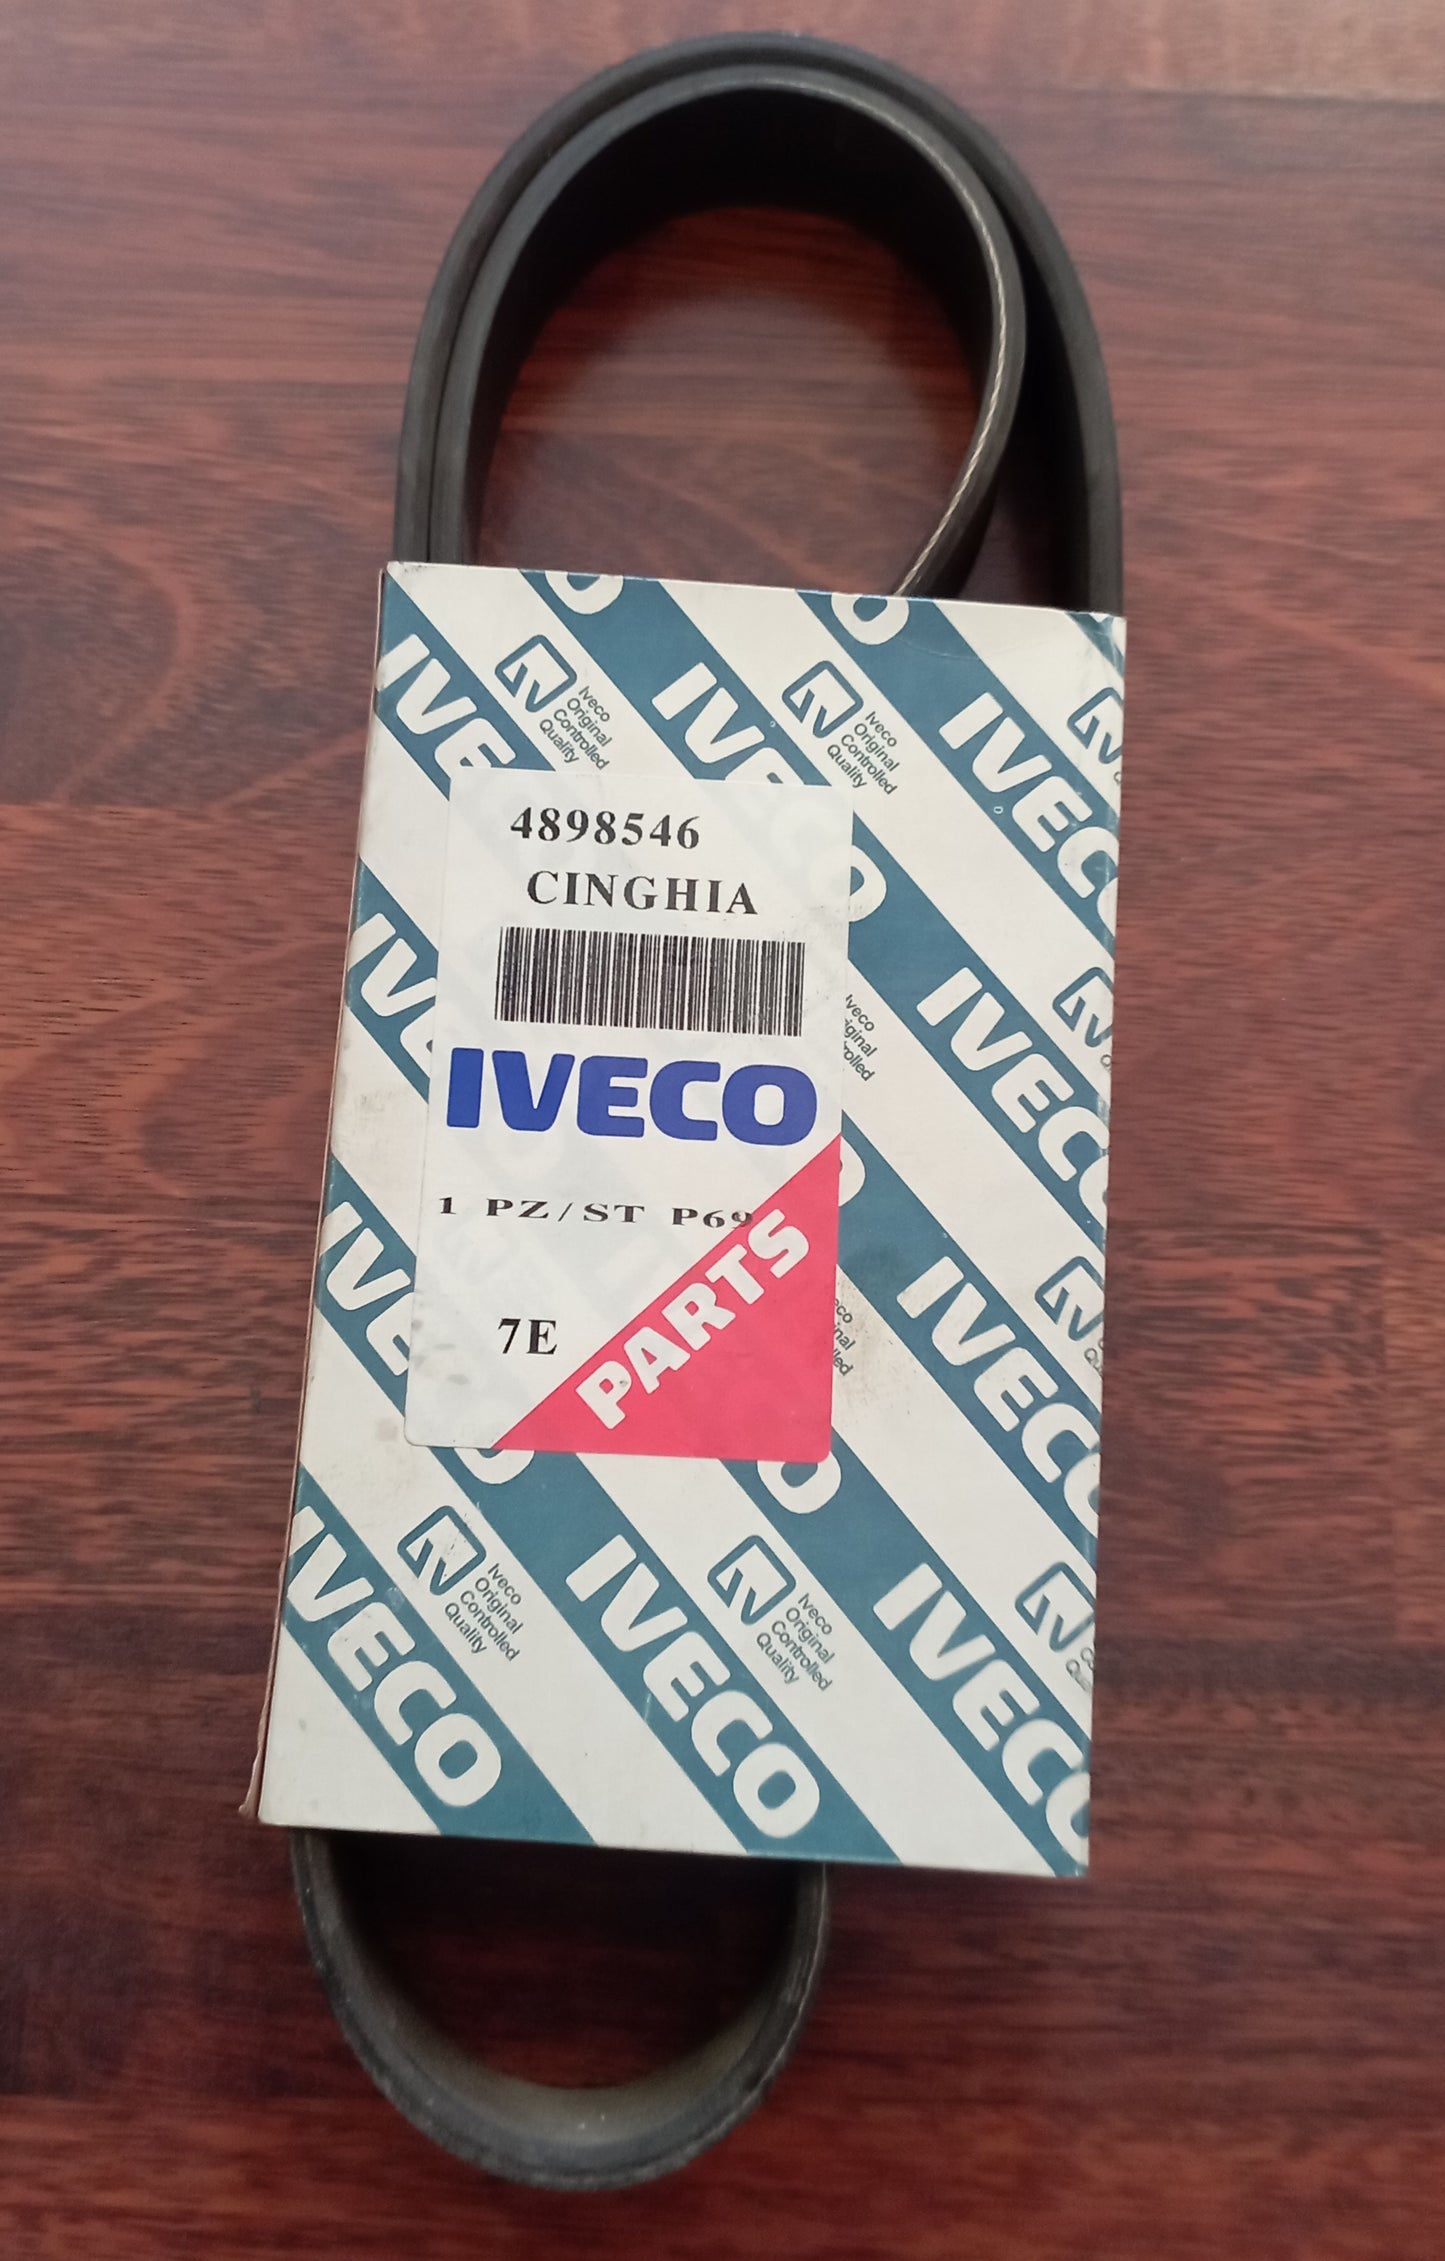 4898546
CINGHIA
IVECO
1 PZ/ST P69
7E
PARTS
IVECO
IVECO
IVECO
IVECO
IVECO
IVECO
IVECO
IVECO
Iveco
Original
Controlled
Quality
Iveco
Original
Controlled
Quality
Iveco
Original
Controlled
Quality
Iveco
Original
Controlled
Quality